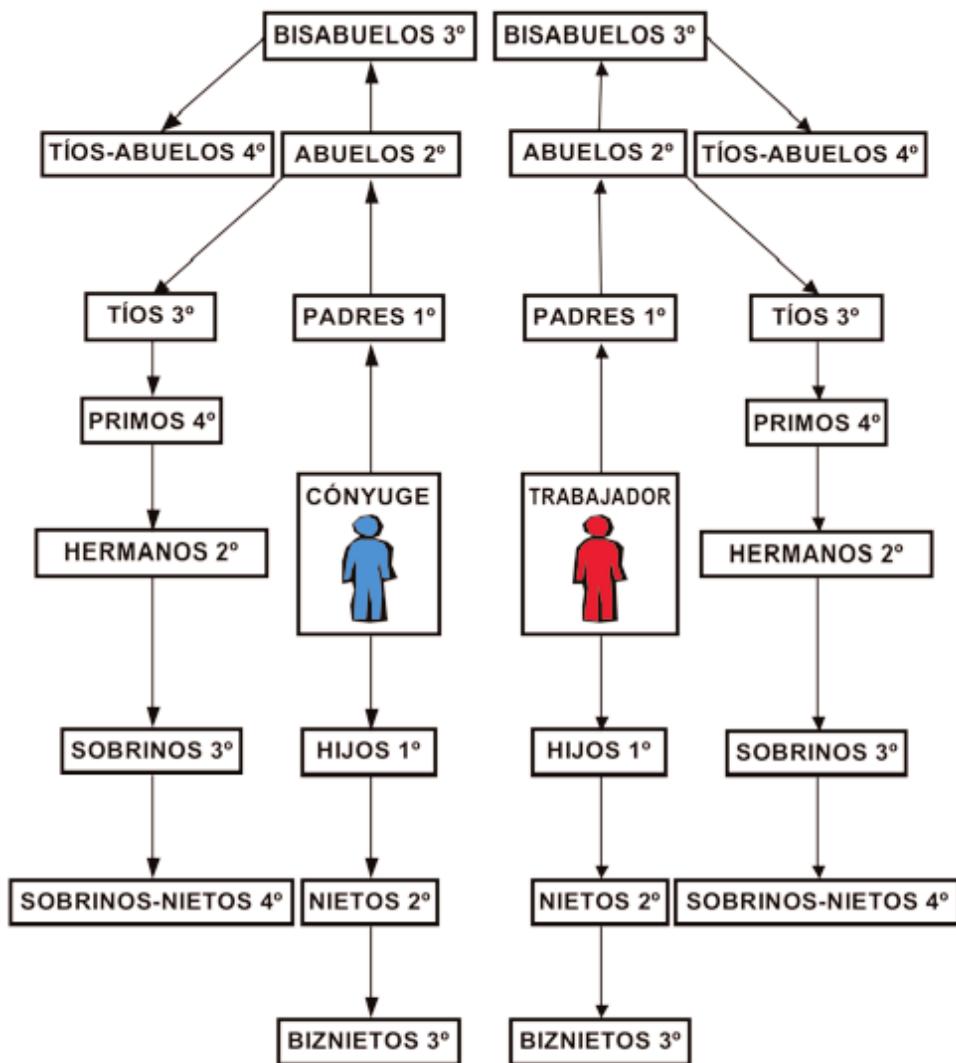 BISABUELOS 3º
BISABUELOS 3º
TÍOS-ABUELOS 4º
ABUELOS 2º
ABUELOS 2º
TÍOS-ABUELOS 4º
TÍOS 3º
PADRES 1º
PADRES 1º
TÍOS 3º
PRIMOS 4º
PRIMOS 4º
CÓNYUGE
TRABAJADOR
HERMANOS 2º
HERMANOS 2º
SOBRINOS 3º
HIJOS 1º
HIJOS 1º
SOBRINOS 3º
SOBRINOS-NIETOS 4º
NIETOS 2º
NIETOS 2º
SOBRINOS-NIETOS 4º
BIZNIETOS 3º
BIZNIETOS 3º